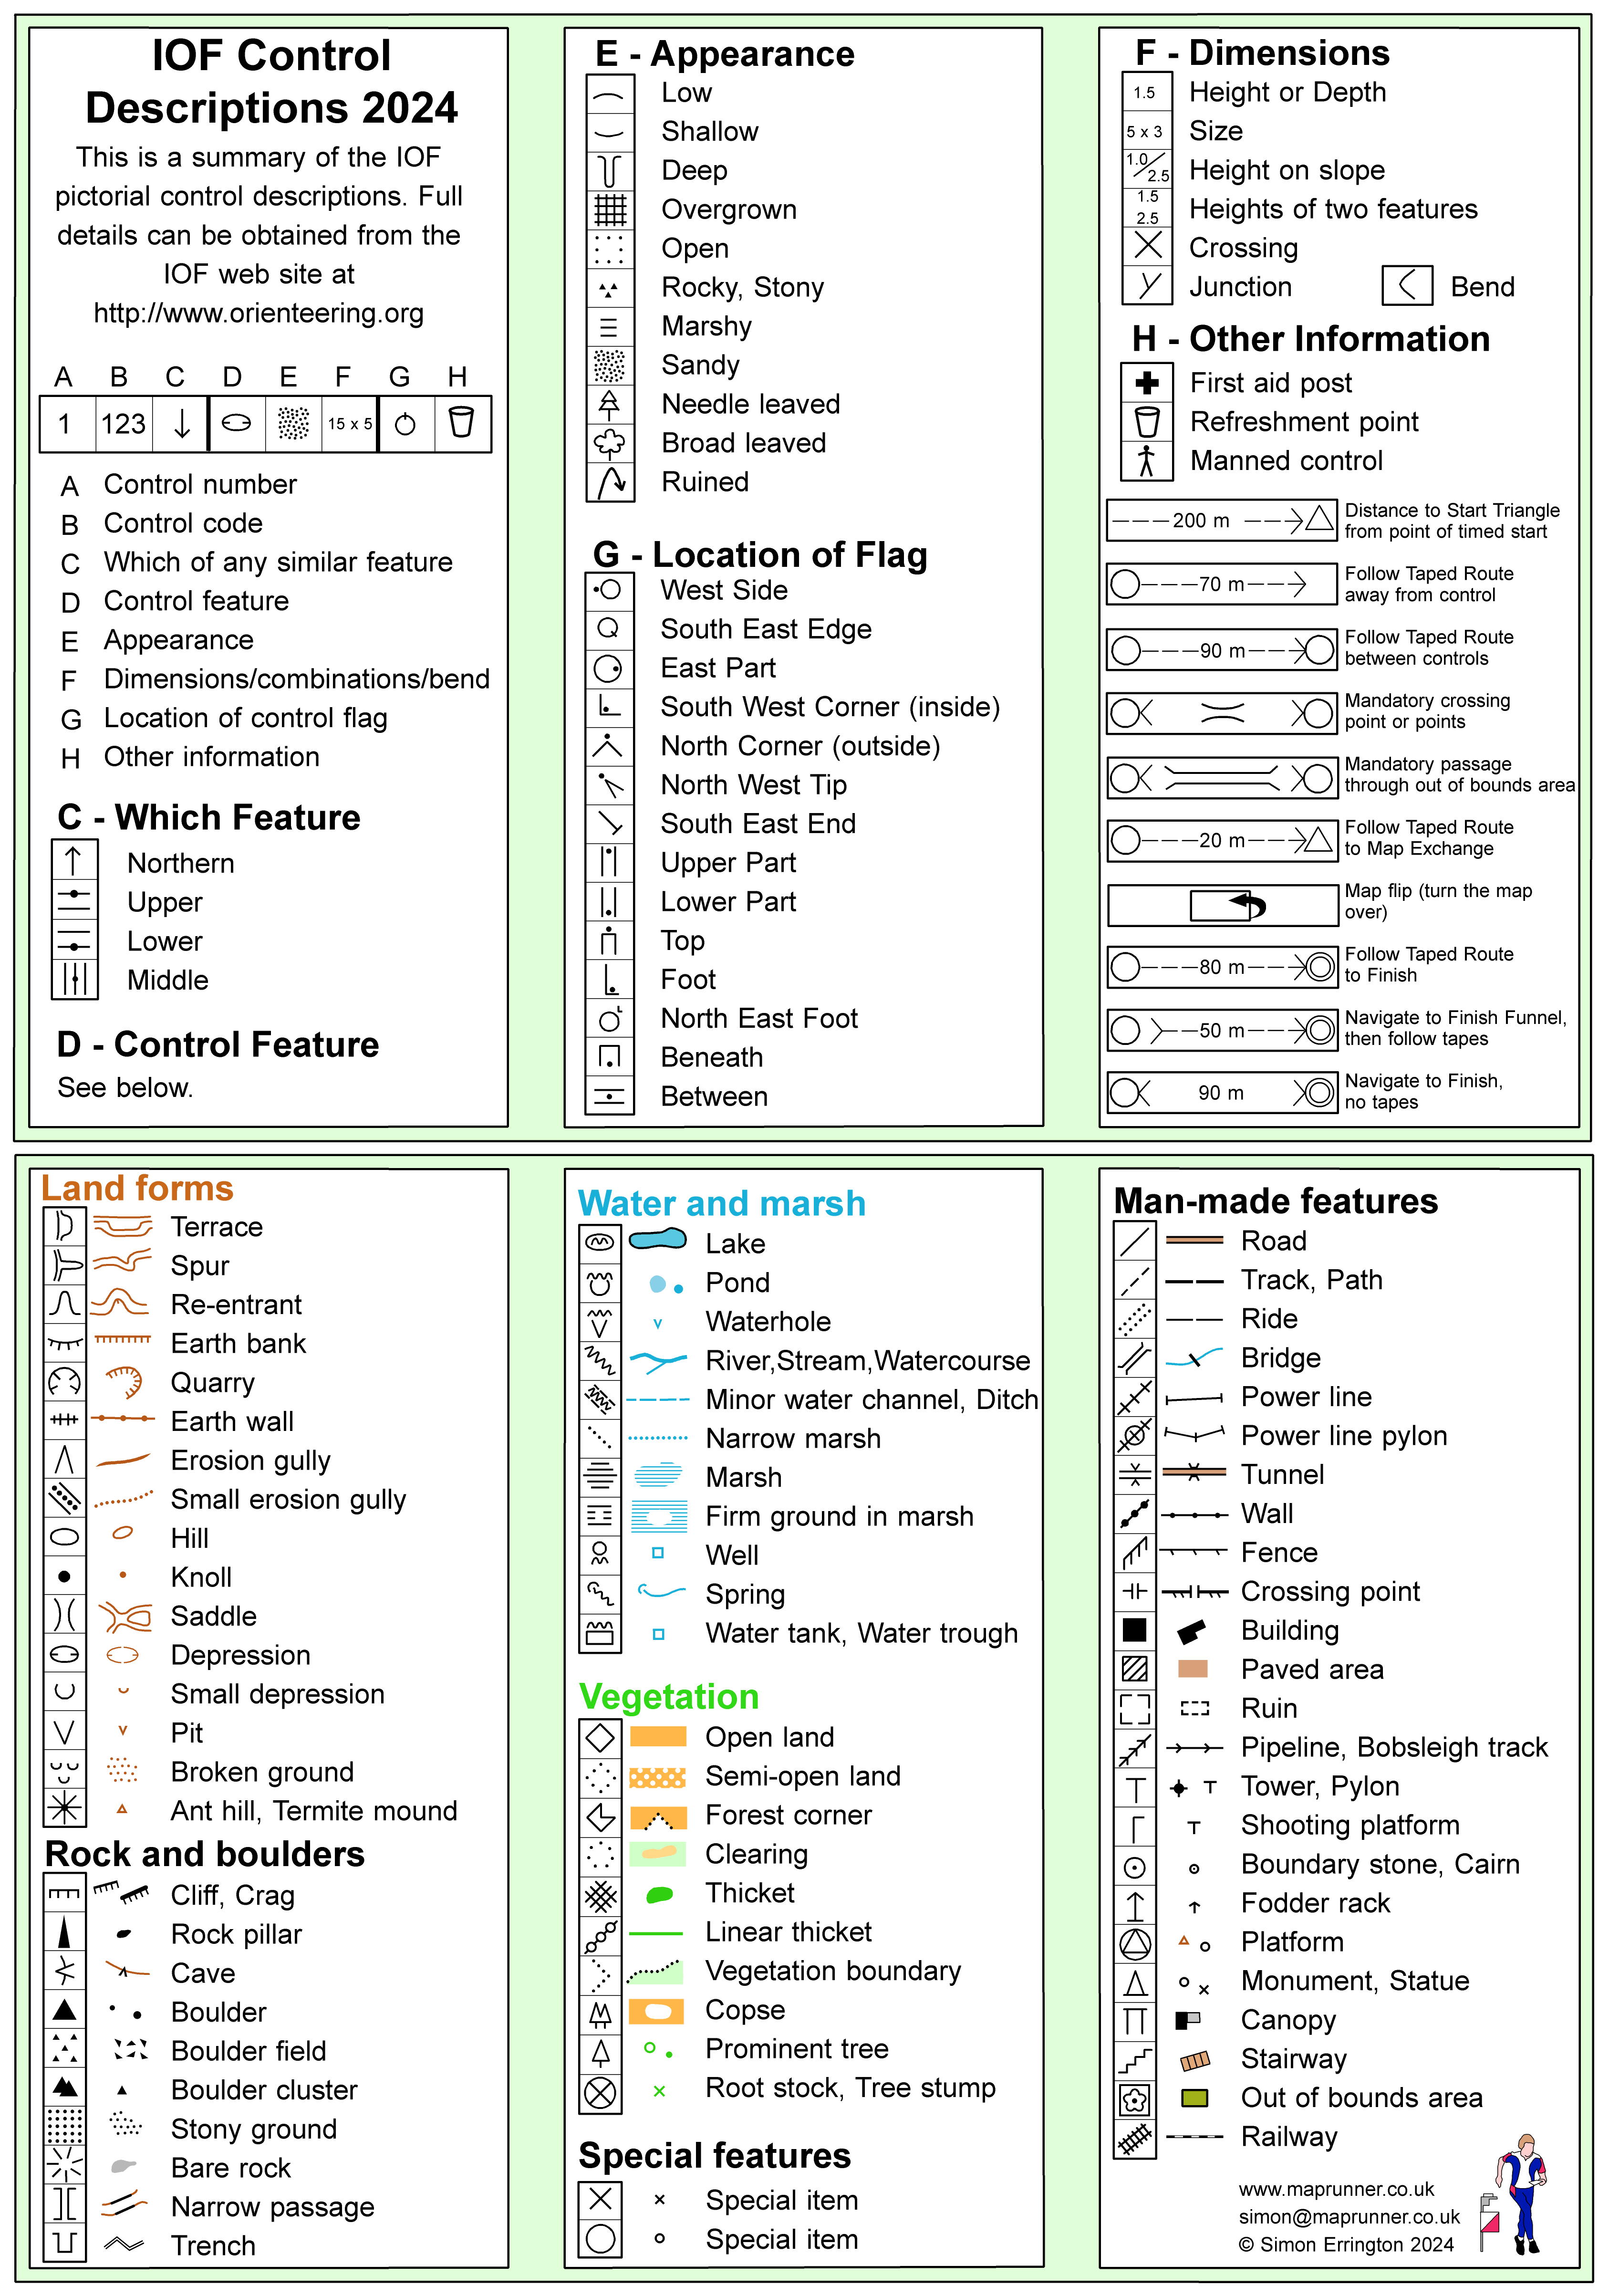 IOF Control
Descriptions 2024
This is a summary of the IOF
pictorial control descriptions. Full
details can be obtained from the
IOF web site at
http://www.orienteering.org
A B C D E F G H
1 123 15 x 5
A Control number
B Control code
C Which of any similar feature
D Control feature
E Appearance
F Dimensions/combinations/bend
G Location of control flag
H Other information
C - Which Feature
Northern
Upper
Lower
Middle
D - Control Feature
See below.
E - Appearance
Low
Shallow
Deep
Overgrown
Open
Rocky, Stony
Marshy
Sandy
Needle leaved
Broad leaved
Ruined
G - Location of Flag
West Side
South East Edge
East Part
South West Corner (inside)
North Corner (outside)
North West Tip
South East End
Upper Part
Lower Part
Top
Foot
North East Foot
Beneath
Between
F - Dimensions
1.5 Height or Depth
5 x 3 Size
1.0/2.5 Height on slope
1.5
2.5 Heights of two features
Crossing
Junction Bend
H - Other Information
First aid post
Refreshment point
Manned control
200 m Distance to Start Triangle
from point of timed start
70 m Follow Taped Route
away from control
90 m Follow Taped Route
between controls
Mandatory crossing
point or points
Mandatory passage
through out of bounds area
20 m Follow Taped Route
to Map Exchange
Map flip (turn the map
over)
80 m Follow Taped Route
to Finish
50 m Navigate to Finish Funnel,
then follow tapes
90 m Navigate to Finish,
no tapes
Land forms
Terrace
Spur
Re-entrant
Earth bank
Quarry
Earth wall
Erosion gully
Small erosion gully
Hill
Knoll
Saddle
Depression
Small depression
Pit
Broken ground
Ant hill, Termite mound
Rock and boulders
Cliff, Crag
Rock pillar
Cave
Boulder
Boulder field
Boulder cluster
Stony ground
Bare rock
Narrow passage
Trench
Water and marsh
Lake
Pond
Waterhole
River,Stream,Watercourse
Minor water channel, Ditch
Narrow marsh
Marsh
Firm ground in marsh
Well
Spring
Water tank, Water trough
Vegetation
Open land
Semi-open land
Forest corner
Clearing
Thicket
Linear thicket
Vegetation boundary
Copse
Prominent tree
Root stock, Tree stump
Special features
Special item
Special item
Man-made features
Road
Track, Path
Ride
Bridge
Power line
Power line pylon
Tunnel
Wall
Fence
Crossing point
Building
Paved area
Ruin
Pipeline, Bobsleigh track
Tower, Pylon
Shooting platform
Boundary stone, Cairn
Fodder rack
Platform
Monument, Statue
Canopy
Stairway
Out of bounds area
Railway
www.maprunner.co.uk
simon@maprunner.co.uk
© Simon Errington 2024